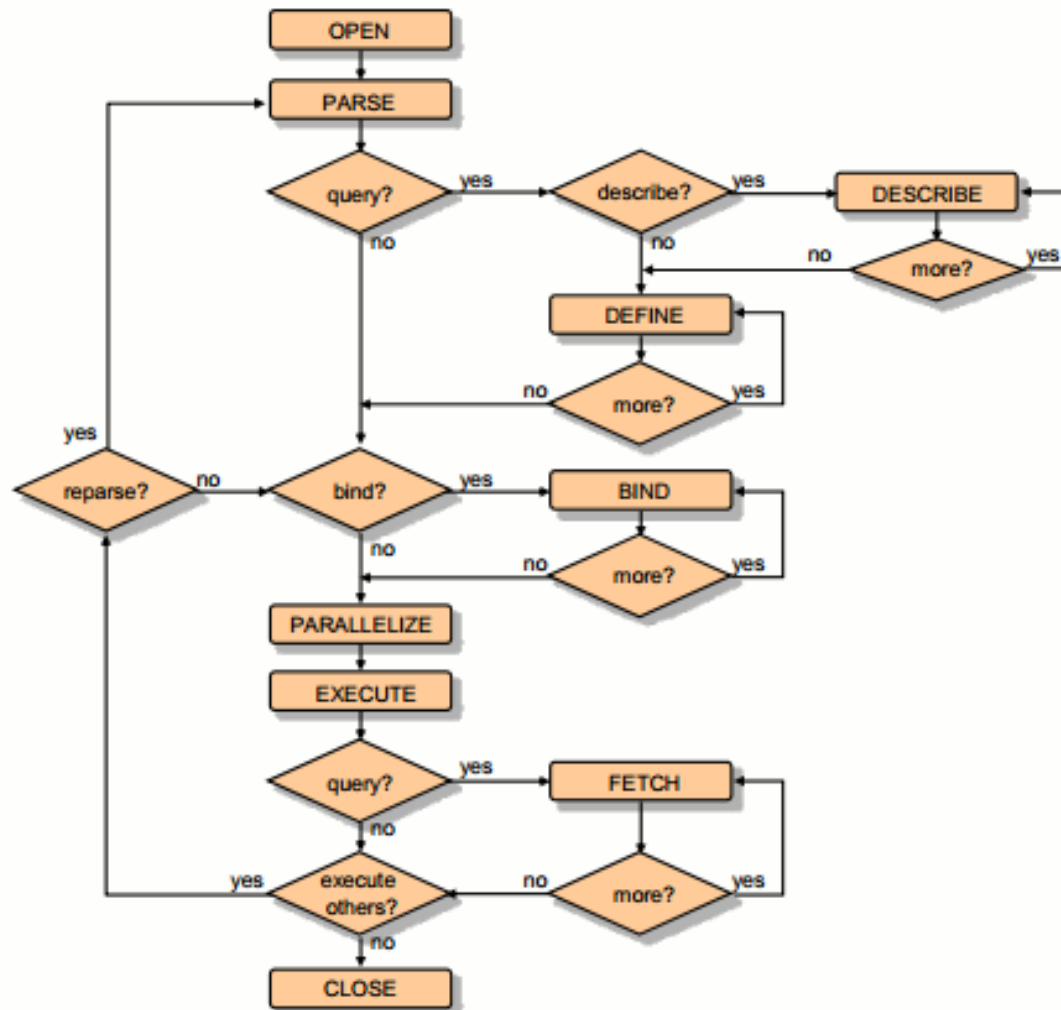 OPEN
PARSE
query?
yes
describe?
yes
DESCRIBE
no
no
no
more?
yes
DEFINE
no
more?
yes
yes
reparse?
no
bind?
yes
BIND
no
no
more?
yes
PARALLELIZE
EXECUTE
query?
yes
FETCH
no
yes
execute
others?
no
more?
yes
no
CLOSE